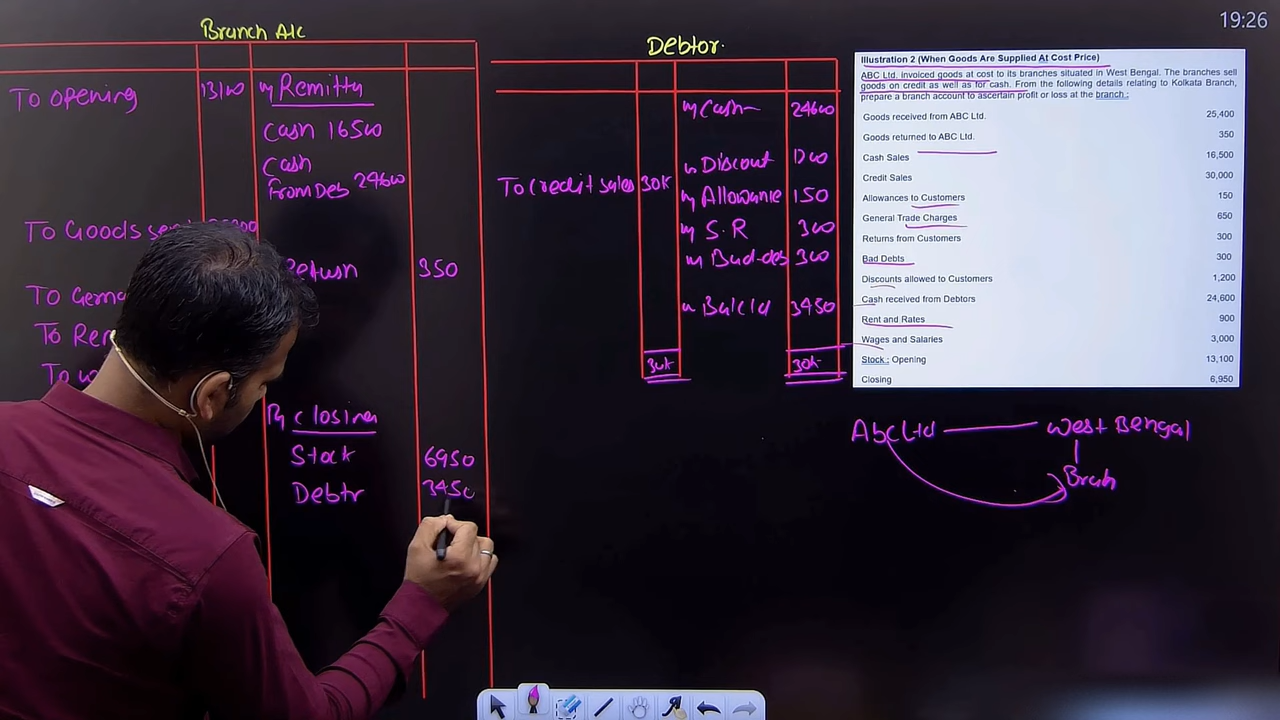 19:26
Branch A/c
To opening 13100 By Remitta
Cash 16500
Cash
From Deb 24600
To Goods
Return 350
To
To
To
By closing
Stock 6950
Debtr 3450
Debtor.
By Cash 24600
By Discout 1200
To credit sales 30k By Allowance 150
By S.R 300
By Bad-deb 300
By Bal c/d 3450
30k 30k
Illustration 2 (When Goods Are Supplied At Cost Price)
ABC Ltd. invoiced goods at cost to its branches situated in West Bengal. The branches sell
goods on credit as well as for cash. From the following details relating to Kolkata Branch,
prepare a branch account to ascertain profit or loss at the branch :
Goods received from ABC Ltd. 25,400
Goods returned to ABC Ltd. 350
Cash Sales 16,500
Credit Sales 30,000
Allowances to Customers 150
General Trade Charges 650
Returns from Customers 300
Bad Debts 300
Discounts allowed to Customers 1,200
Cash received from Debtors 24,600
Rent and Rates 900
Wages and Salaries 3,000
Stock : Opening 13,100
Closing 6,950
Abc Ltd West Bengal